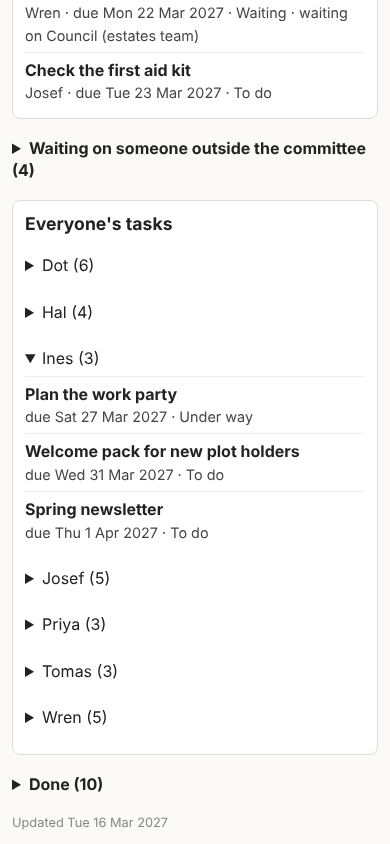 Wren · due Mon 22 Mar 2027 · Waiting · waiting
on Council (estates team)
Check the first aid kit
Josef · due Tue 23 Mar 2027 · To do
Waiting on someone outside the committee
(4)
Everyone's tasks
Dot (6)
Hal (4)
Ines (3)
Plan the work party
due Sat 27 Mar 2027 · Under way
Welcome pack for new plot holders
due Wed 31 Mar 2027 · To do
Spring newsletter
due Thu 1 Apr 2027 · To do
Josef (5)
Priya (3)
Tomas (3)
Wren (5)
Done (10)
Updated Tue 16 Mar 2027